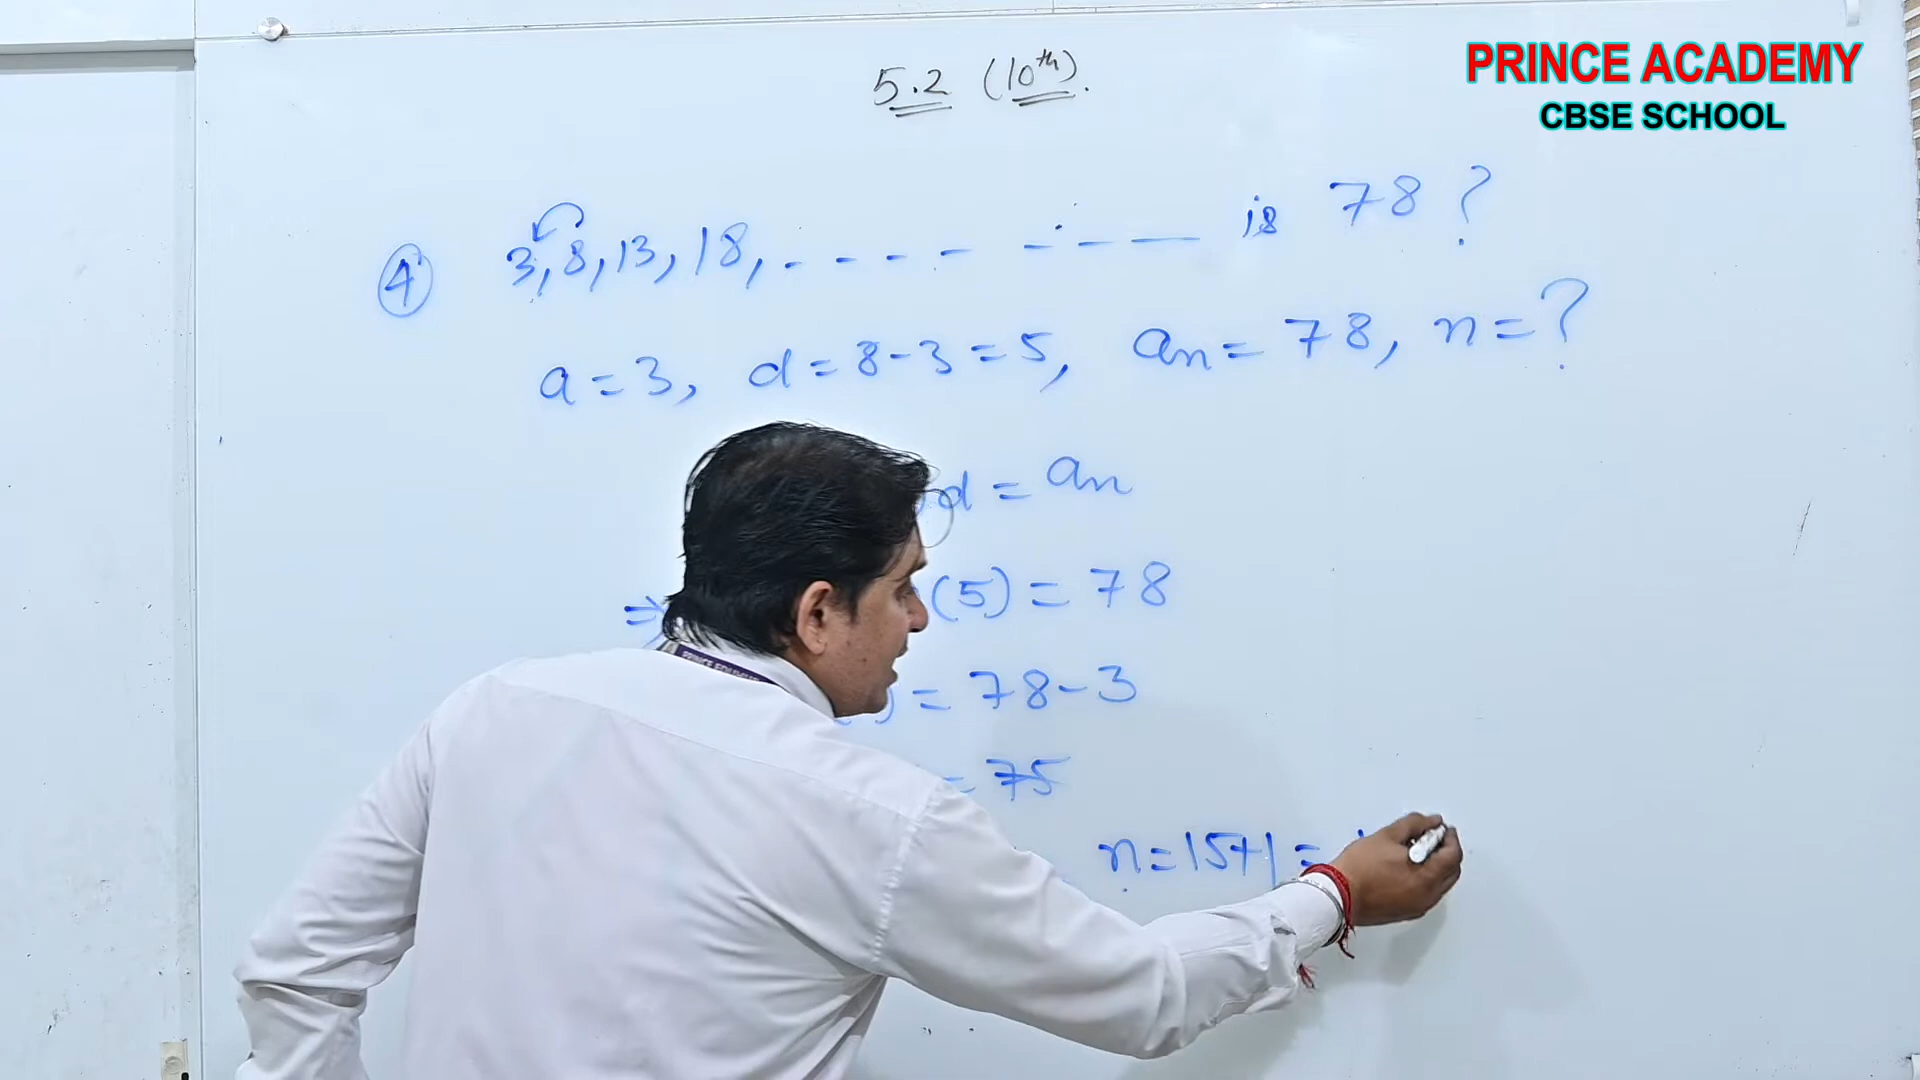 5.2 (10th).
PRINCE ACADEMY
CBSE SCHOOL
④ 3, 8, 13, 18, - - - - - - - — is 78 ?
a = 3, d = 8 - 3 = 5, an = 78, n = ?
d = an
⇒ (5) = 78
) = 78 - 3
= 75
n = 15 + 1 =
PRINCE